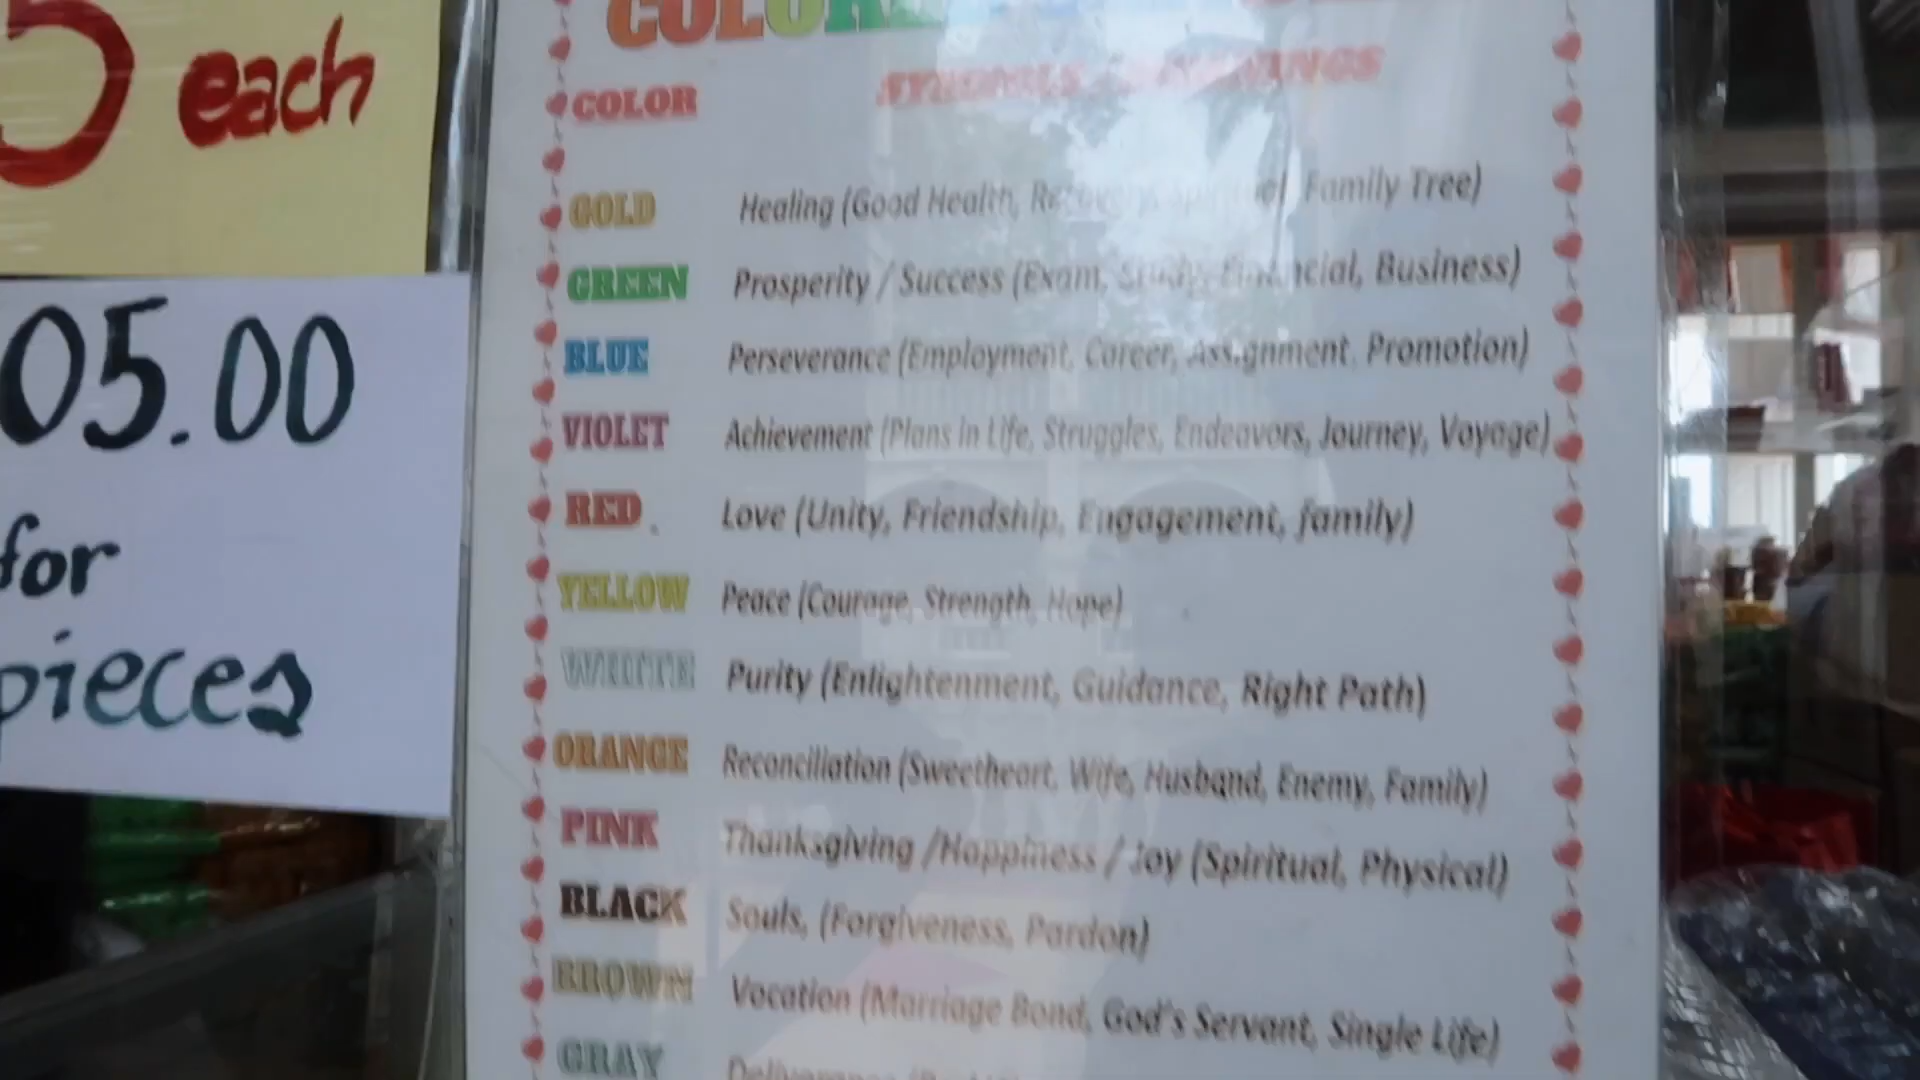 5 each
05.00
for
pieces
COLOR
SYMBOLS / MEANINGS
GOLD Healing (Good Health, Recovery, Spiritual, Family Tree)
GREEN Prosperity / Success (Exam, Study, Financial, Business)
BLUE Perseverance (Employment, Career, Assignment, Promotion)
VIOLET Achievement (Plans in Life, Struggles, Endeavors, Journey, Voyage)
RED Love (Unity, Friendship, Engagement, family)
YELLOW Peace (Courage, Strength, Hope)
WHITE Purity (Enlightenment, Guidance, Right Path)
ORANGE Reconciliation (Sweetheart, Wife, Husband, Enemy, Family)
PINK Thanksgiving /Happiness / Joy (Spiritual, Physical)
BLACK Souls, (Forgiveness, Pardon)
BROWN Vocation (Marriage Bond, God's Servant, Single Life)
GRAY Deliverance